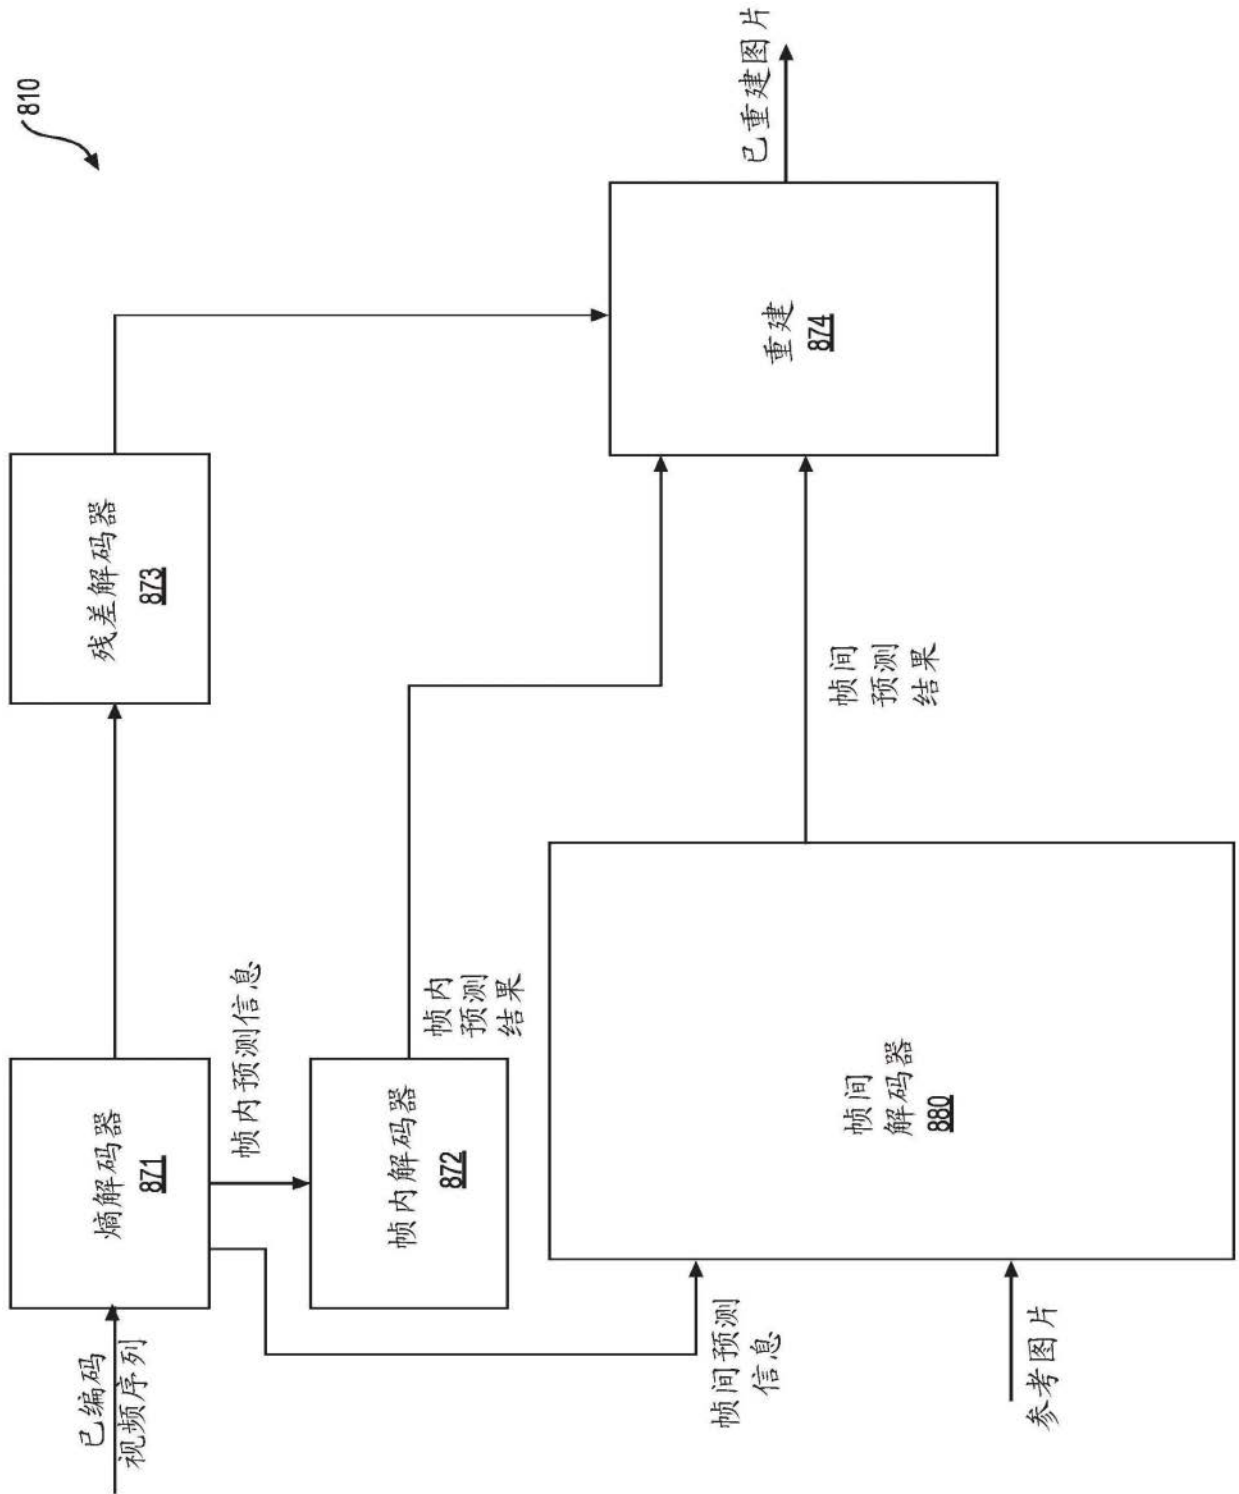 810
已编码
视频序列
熵解码器
871
残差解码器
873
帧内预测信息
帧内解码器
872
帧内
预测
结果
帧间预测
信息
参考图片
帧间
解码器
880
帧间
预测
结果
重建
874
已重建图片